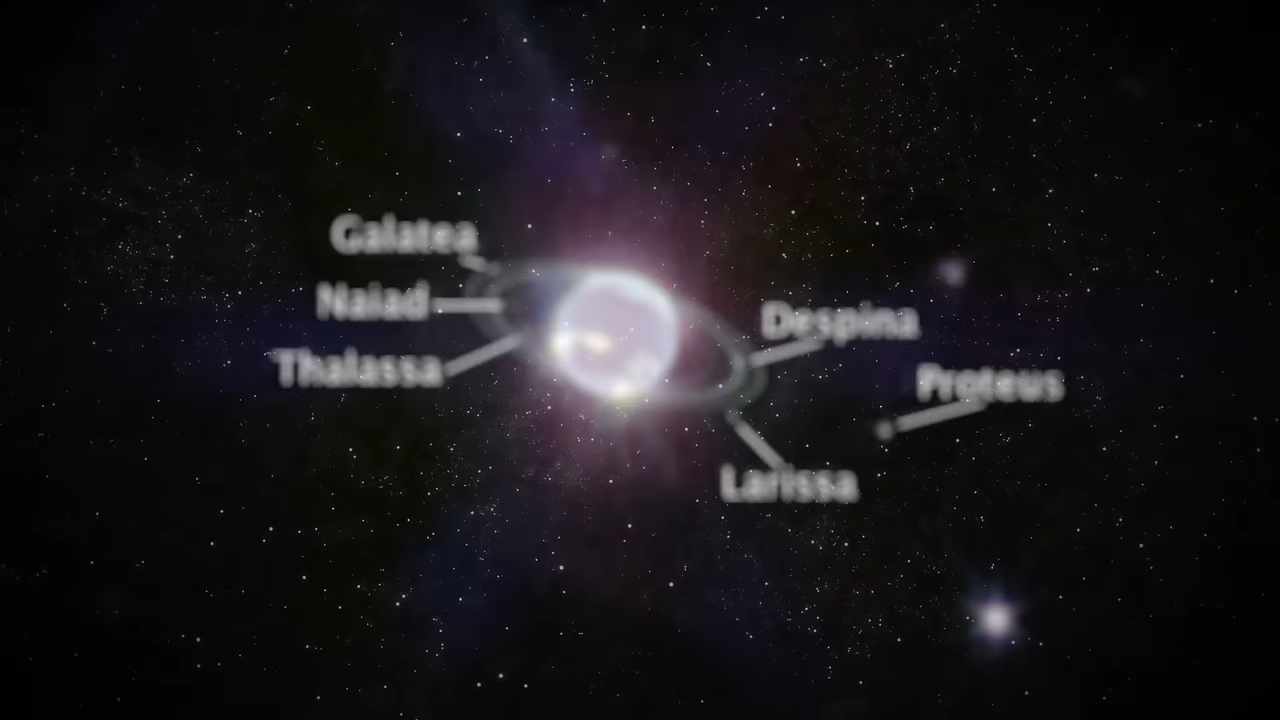 Galatea
Naiad
Thalassa
Despina
Proteus
Larissa